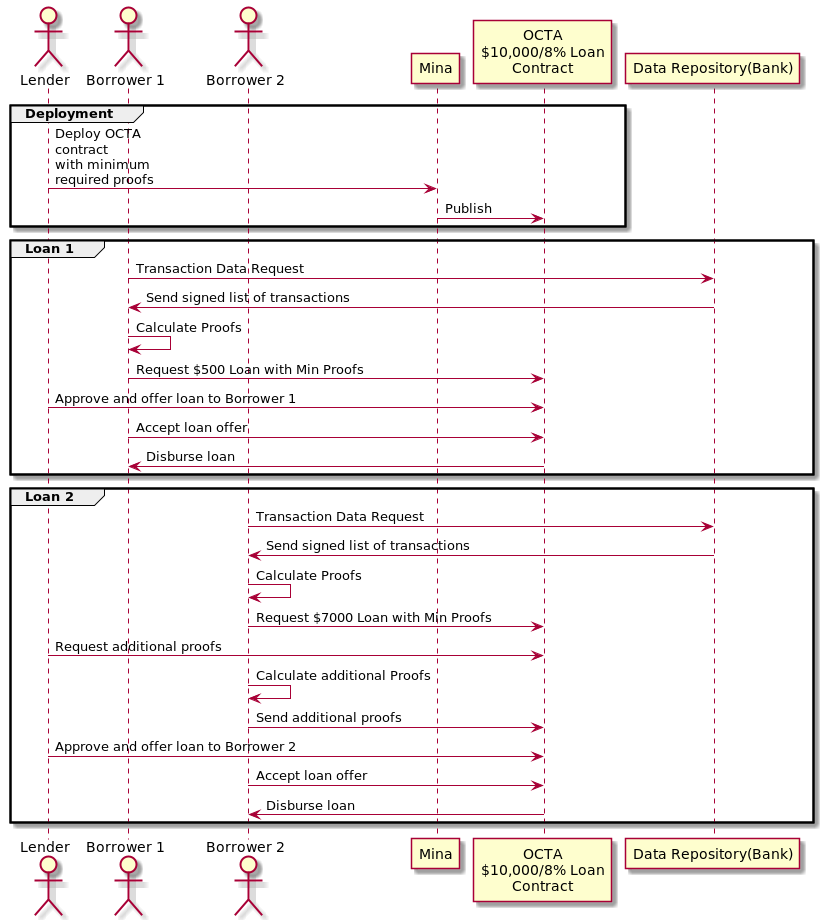 Lender
Borrower 1
Borrower 2
Mina
OCTA
$10,000/8% Loan
Contract
Data Repository(Bank)
Deployment
Deploy OCTA
contract
with minimum
required proofs
Publish
Loan 1
Transaction Data Request
Send signed list of transactions
Calculate Proofs
Request $500 Loan with Min Proofs
Approve and offer loan to Borrower 1
Accept loan offer
Disburse loan
Loan 2
Transaction Data Request
Send signed list of transactions
Calculate Proofs
Request $7000 Loan with Min Proofs
Request additional proofs
Calculate additional Proofs
Send additional proofs
Approve and offer loan to Borrower 2
Accept loan offer
Disburse loan
Lender
Borrower 1
Borrower 2
Mina
OCTA
$10,000/8% Loan
Contract
Data Repository(Bank)